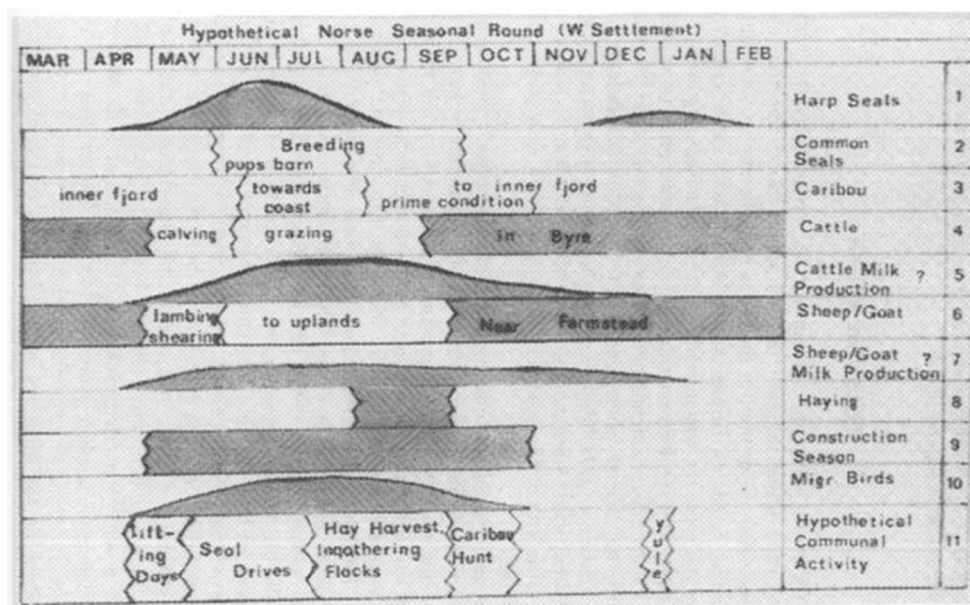 Hypothetical Norse Seasonal Round (W. Settlement)
MAR APR MAY JUN JUL AUG SEP OCT NOV DEC JAN FEB
Harp Seals 1
Breeding
pups barn
Common
Seals 2
inner fjord
towards
coast
to inner fjord
prime condition
Caribou 3
calving grazing In Byre
Cattle 4
Cattle Milk ?
Production 5
lambing
shearing
to uplands
Near Farmstead
Sheep/Goat 6
Sheep/Goat ?
Milk Production 7
Haying 8
Construction
Season 9
Migr. Birds 10
Lift-
ing
Days
Seal
Drives
Hay Harvest
Ingathering
Flocks
Caribou
Hunt
yule
Hypothetical
Communal
Activity 11